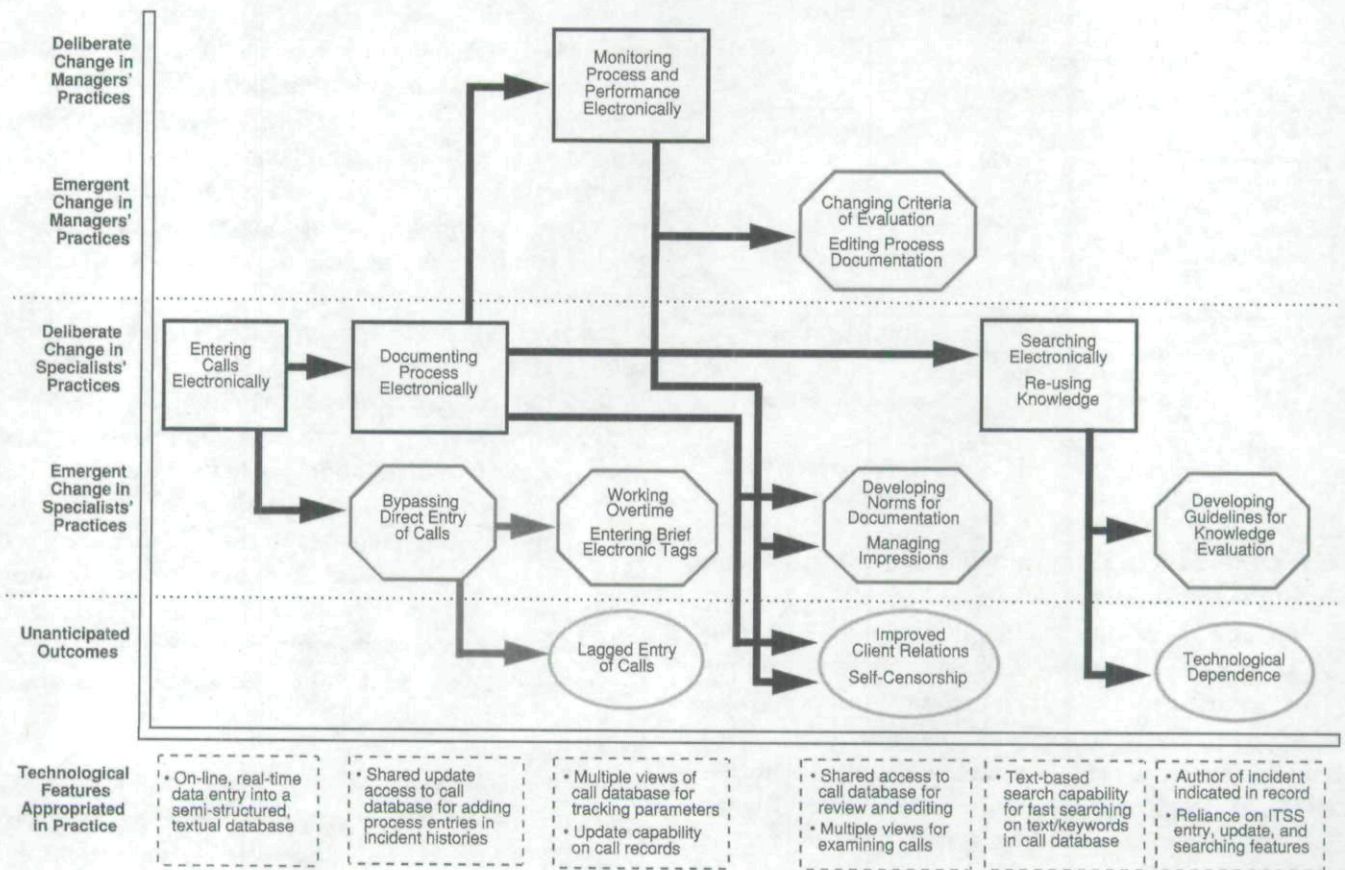 Deliberate
Change in
Managers'
Practices
Monitoring
Process and
Performance
Electronically
Emergent
Change in
Managers'
Practices
Changing Criteria
of Evaluation
Editing Process
Documentation
Deliberate
Change in
Specialists'
Practices
Entering
Calls
Electronically
Documenting
Process
Electronically
Searching
Electronically
Re-using
Knowledge
Emergent
Change in
Specialists'
Practices
Bypassing
Direct Entry
of Calls
Working
Overtime
Entering Brief
Electronic Tags
Developing
Norms for
Documentation
Managing
Impressions
Developing
Guidelines for
Knowledge
Evaluation
Unanticipated
Outcomes
Lagged Entry
of Calls
Improved
Client Relations
Self-Censorship
Technological
Dependence
Technological
Features
Appropriated
in Practice
• On-line, real-time
data entry into a
semi-structured,
textual database
• Shared update
access to call
database for adding
process entries in
incident histories
• Multiple views of
call database for
tracking parameters
• Update capability
on call records
• Shared access to
call database for
review and editing
• Multiple views for
examining calls
• Text-based
search capability
for fast searching
on text/keywords
in call database
• Author of incident
indicated in record
• Reliance on ITSS
entry, update, and
searching features